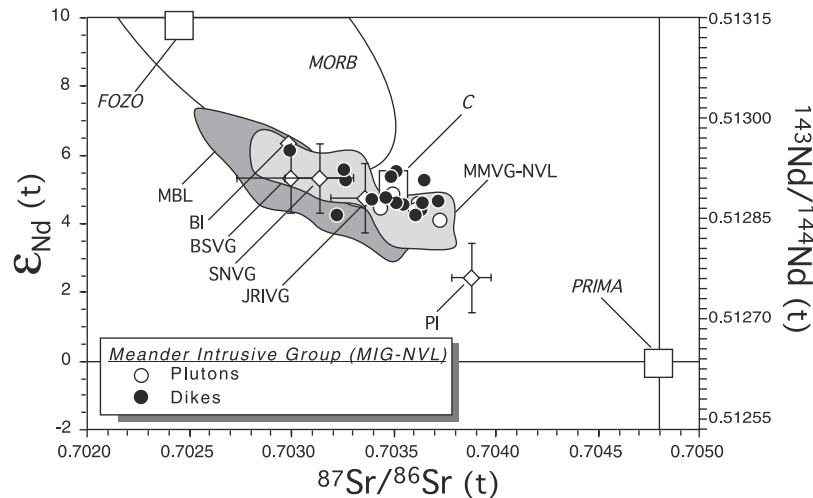 10
8
6
4
2
0
-2
εNd (t)
0.7020
0.7025
0.7030
0.7035
0.7040
0.7045
0.7050
87Sr/86Sr (t)
0.51315
0.51300
0.51285
0.51270
0.51255
143Nd/144Nd (t)
FOZO
MORB
C
MBL
BI
BSVG
SNVG
JRIVG
MMVG-NVL
PI
PRIMA
Meander Intrusive Group (MIG-NVL)
Plutons
Dikes